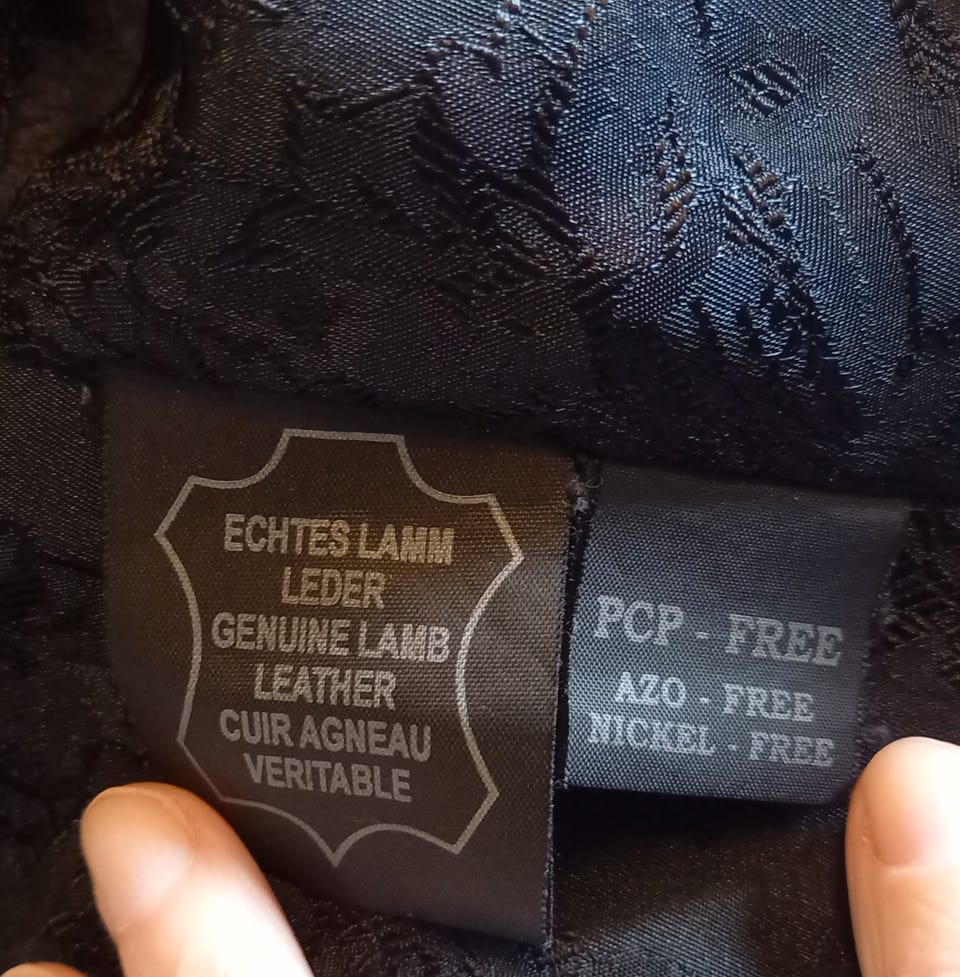 ECHTES LAMM
LEDER
GENUINE LAMB
LEATHER
CUIR AGNEAU
VERITABLE
PCP - FREE
AZO - FREE
NICKEL - FREE